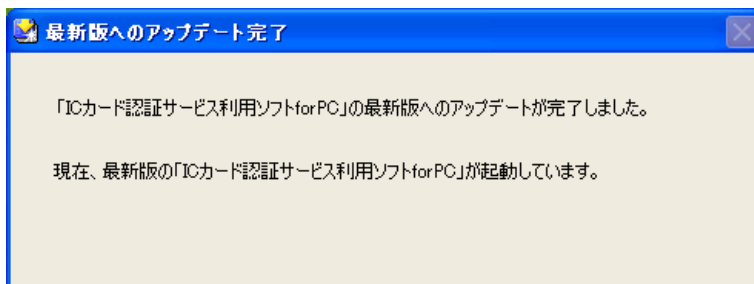 最新版へのアップデート完了
「ICカード認証サービス利用ソフトforPC」の最新版へのアップデートが完了しました。
現在、最新版の「ICカード認証サービス利用ソフトforPC」が起動しています。